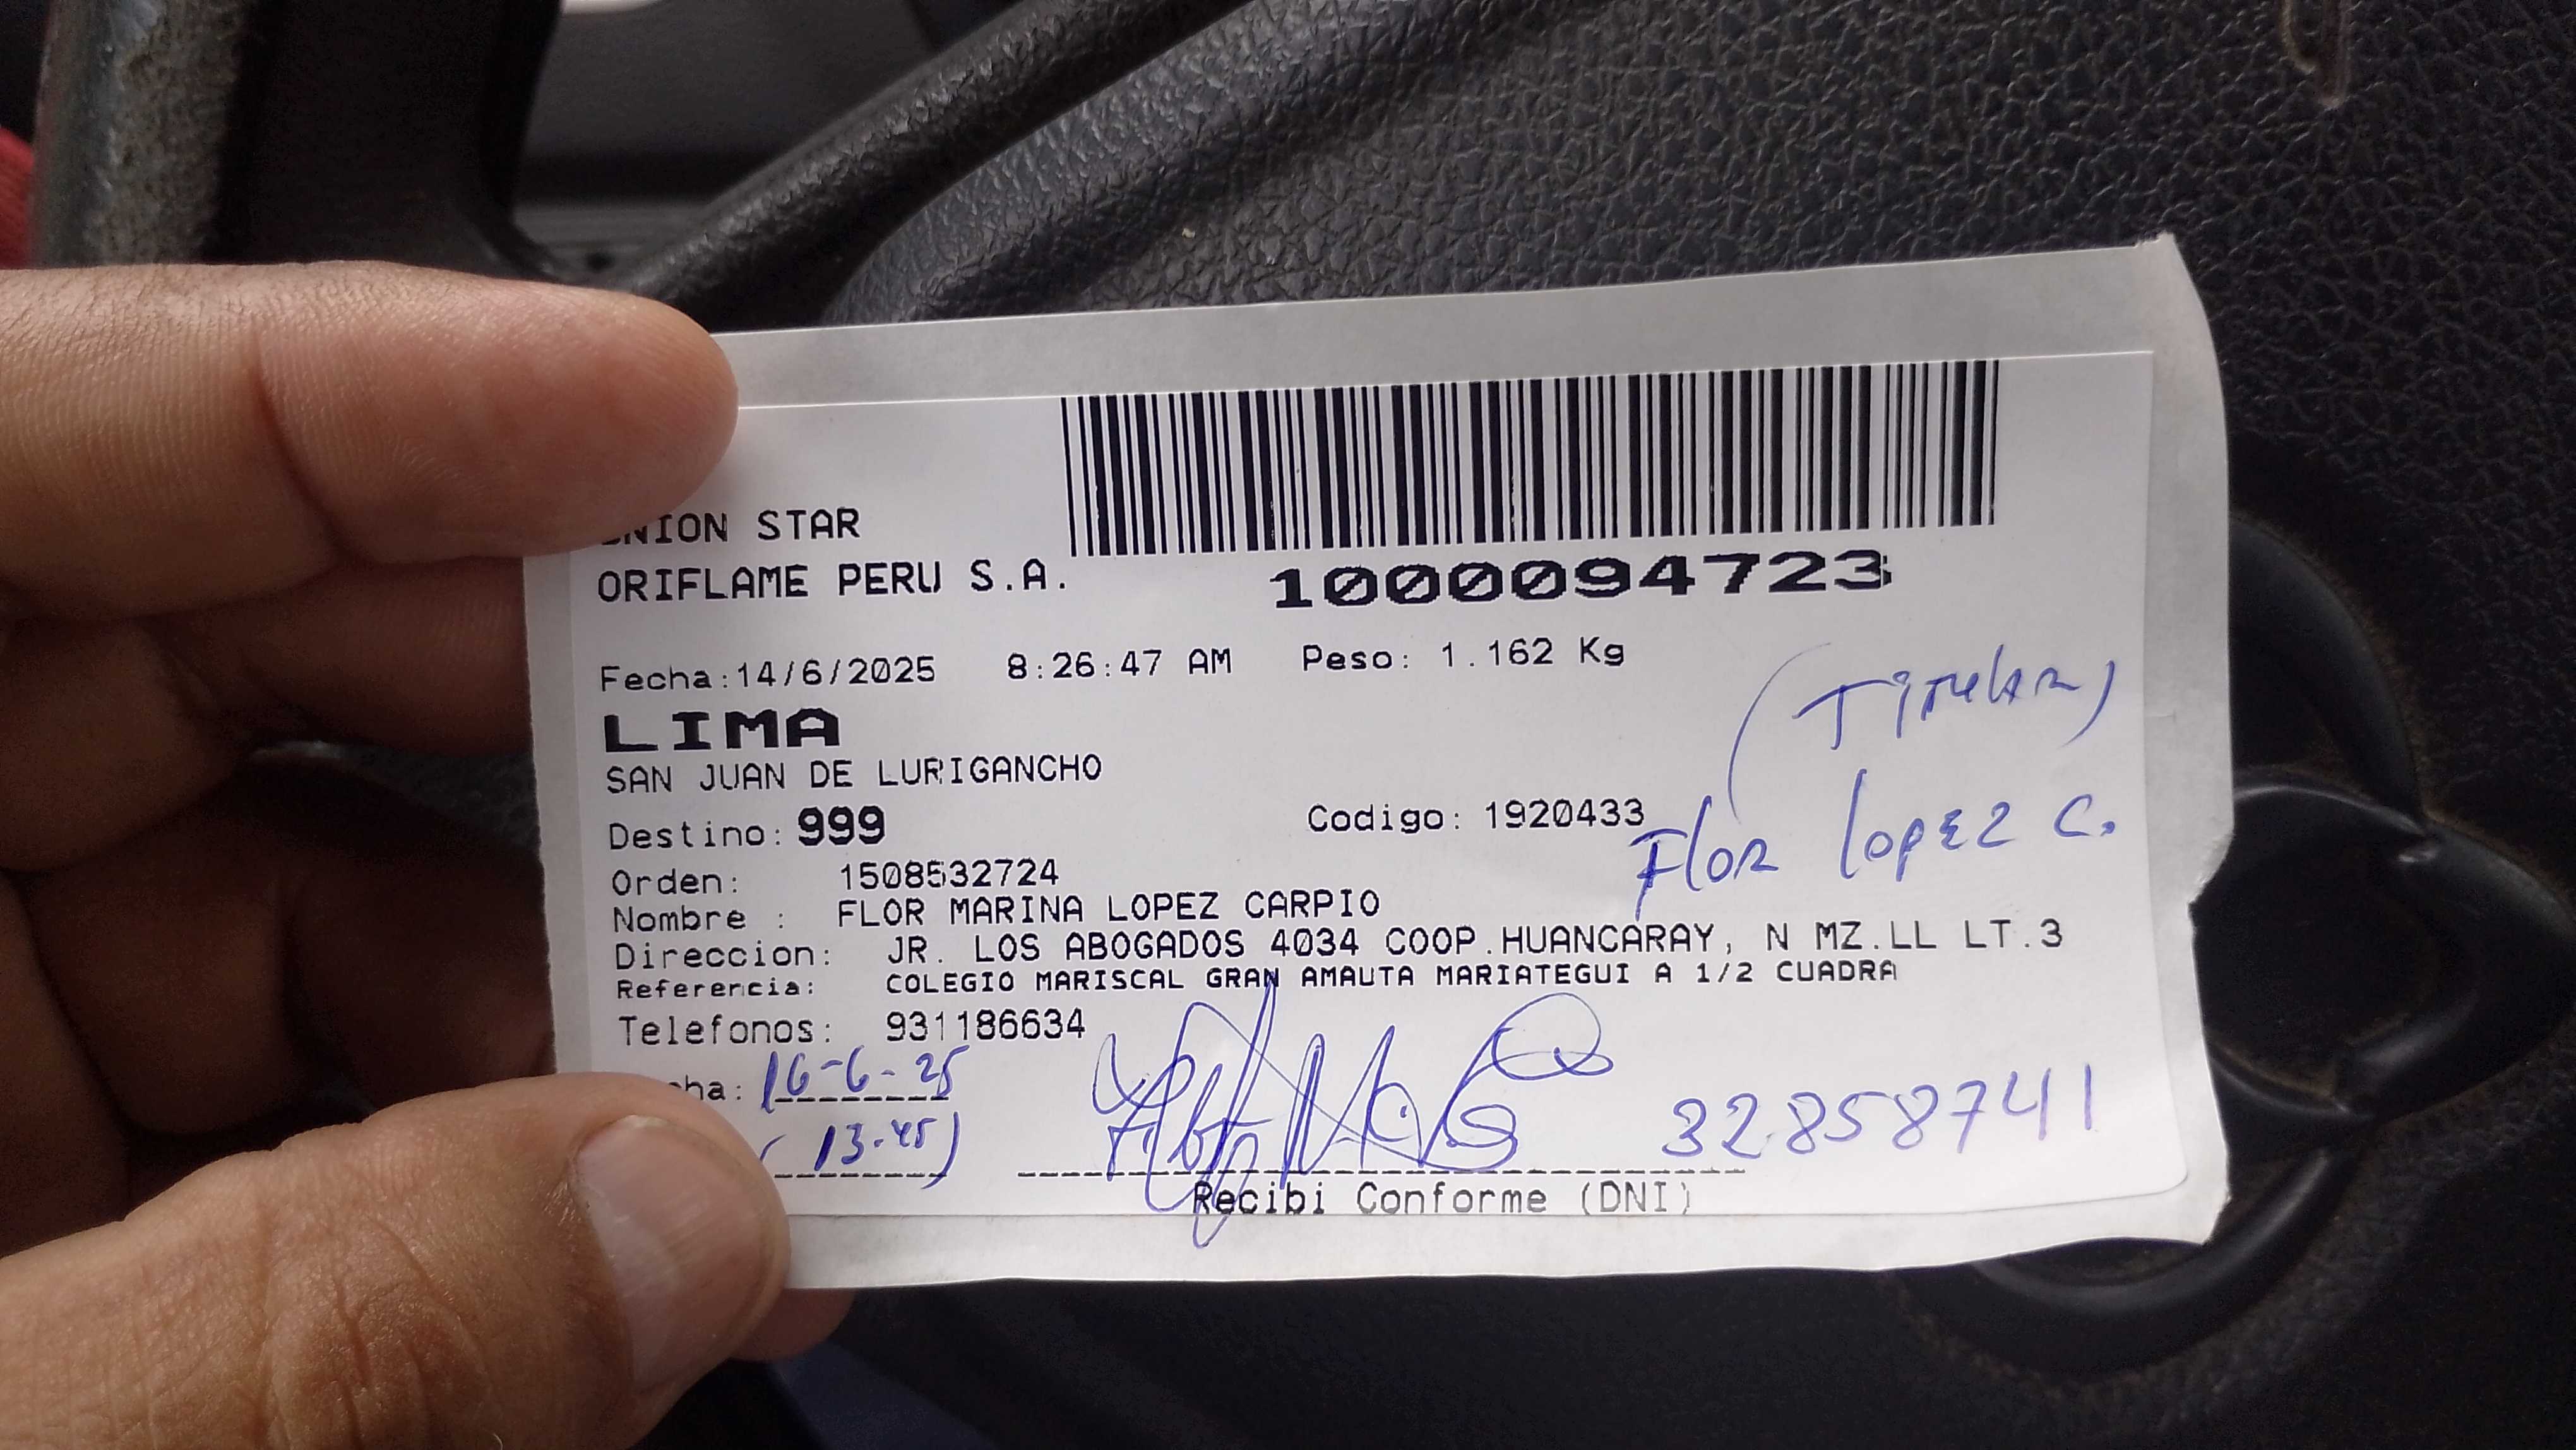 UNION STAR
ORIFLAME PERU S.A.
1000094723
Fecha:14/6/2025 8:26:47 AM Peso: 1.162 Kg
(Titular)
LIMA
SAN JUAN DE LURIGANCHO
Destino: 999 Codigo: 1920433
Flor Lopez C.
Orden: 1508532724
Nombre : FLOR MARINA LOPEZ CARPIO
Direccion: JR. LOS ABOGADOS 4034 COOP.HUANCARAY, N MZ.LL LT.3
Referencia: COLEGIO MARISCAL GRAN AMAUTA MARIATEGUI A 1/2 CUADRA
Telefonos: 931186634
cha: 16-6-25
(13.45) 32858741
Recibi Conforme (DNI)